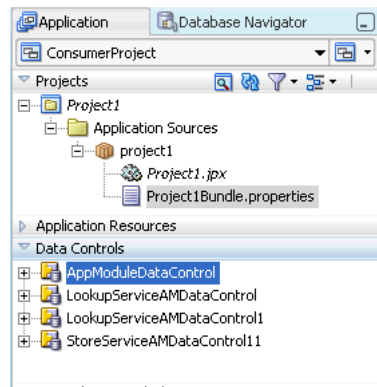 Application Database Navigator
ConsumerProject
Projects
Project1
Application Sources
project1
Project1.jpx
Project1Bundle.properties
Application Resources
Data Controls
AppModuleDataControl
LookupServiceAMDataControl
LookupServiceAMDataControl1
StoreServiceAMDataControl11